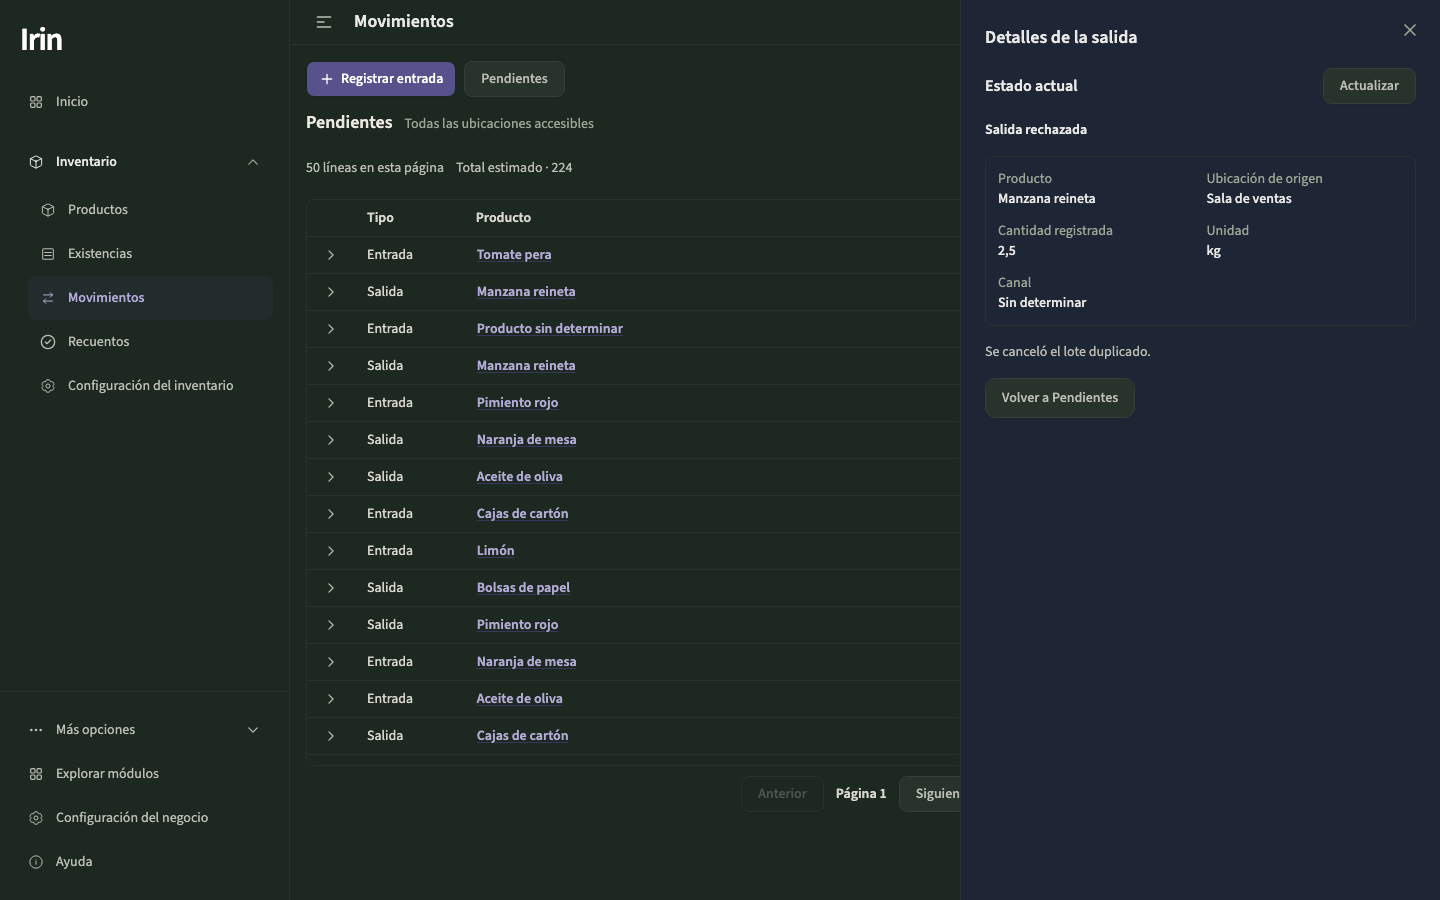 Irin
Inicio
Inventario
Productos
Existencias
Movimientos
Recuentos
Configuración del inventario
Más opciones
Explorar módulos
Configuración del negocio
Ayuda
Movimientos
Registrar entrada
Pendientes
Pendientes Todas las ubicaciones accesibles
50 líneas en esta página Total estimado · 224
Tipo Producto
Entrada Tomate pera
Salida Manzana reineta
Entrada Producto sin determinar
Salida Manzana reineta
Entrada Pimiento rojo
Salida Naranja de mesa
Salida Aceite de oliva
Entrada Cajas de cartón
Entrada Limón
Salida Bolsas de papel
Salida Pimiento rojo
Entrada Naranja de mesa
Entrada Aceite de oliva
Salida Cajas de cartón
Anterior Página 1 Siguien
Detalles de la salida
Estado actual Actualizar
Salida rechazada
Producto Ubicación de origen
Manzana reineta Sala de ventas
Cantidad registrada Unidad
2,5 kg
Canal
Sin determinar
Se canceló el lote duplicado.
Volver a Pendientes